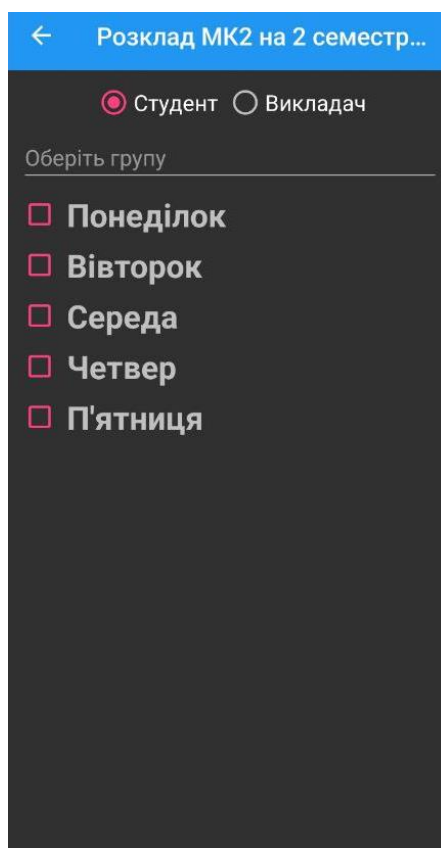 Розклад МК2 на 2 семестр...
Студент Викладач
Оберіть групу
Понеділок
Вівторок
Середа
Четвер
П'ятниця